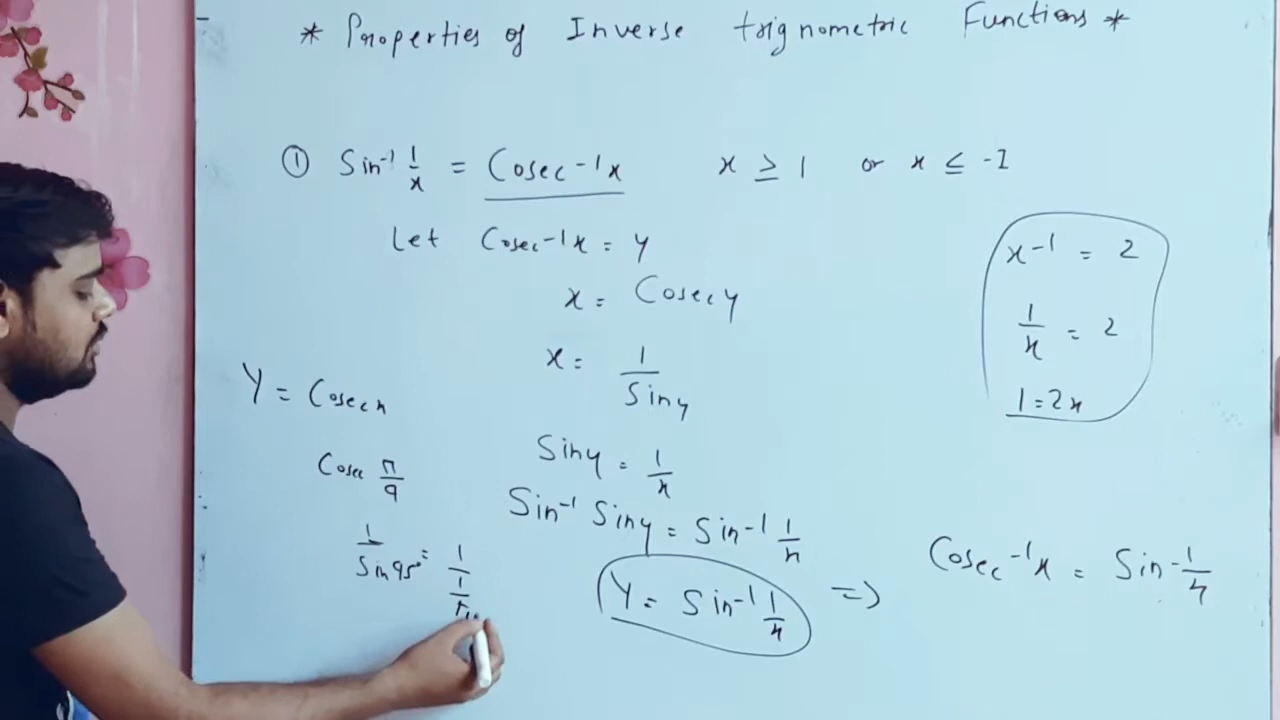 * Properties of Inverse trignometric Functions *
① Sin⁻¹ 1/x = Cosec⁻¹x x ≥ 1 or x ≤ -1
Let Cosec⁻¹x = y
x = Cosec y
x = 1/Sin y
Sin y = 1/x
Sin⁻¹ Sin y = Sin⁻¹ 1/x
Y = Sin⁻¹ 1/x => Cosec⁻¹x = Sin⁻¹ 1/x
Y = Cosec x
Cosec π/4
1/Sin 45° = 1/1/
x⁻¹ = 2
1/x = 2
1 = 2x